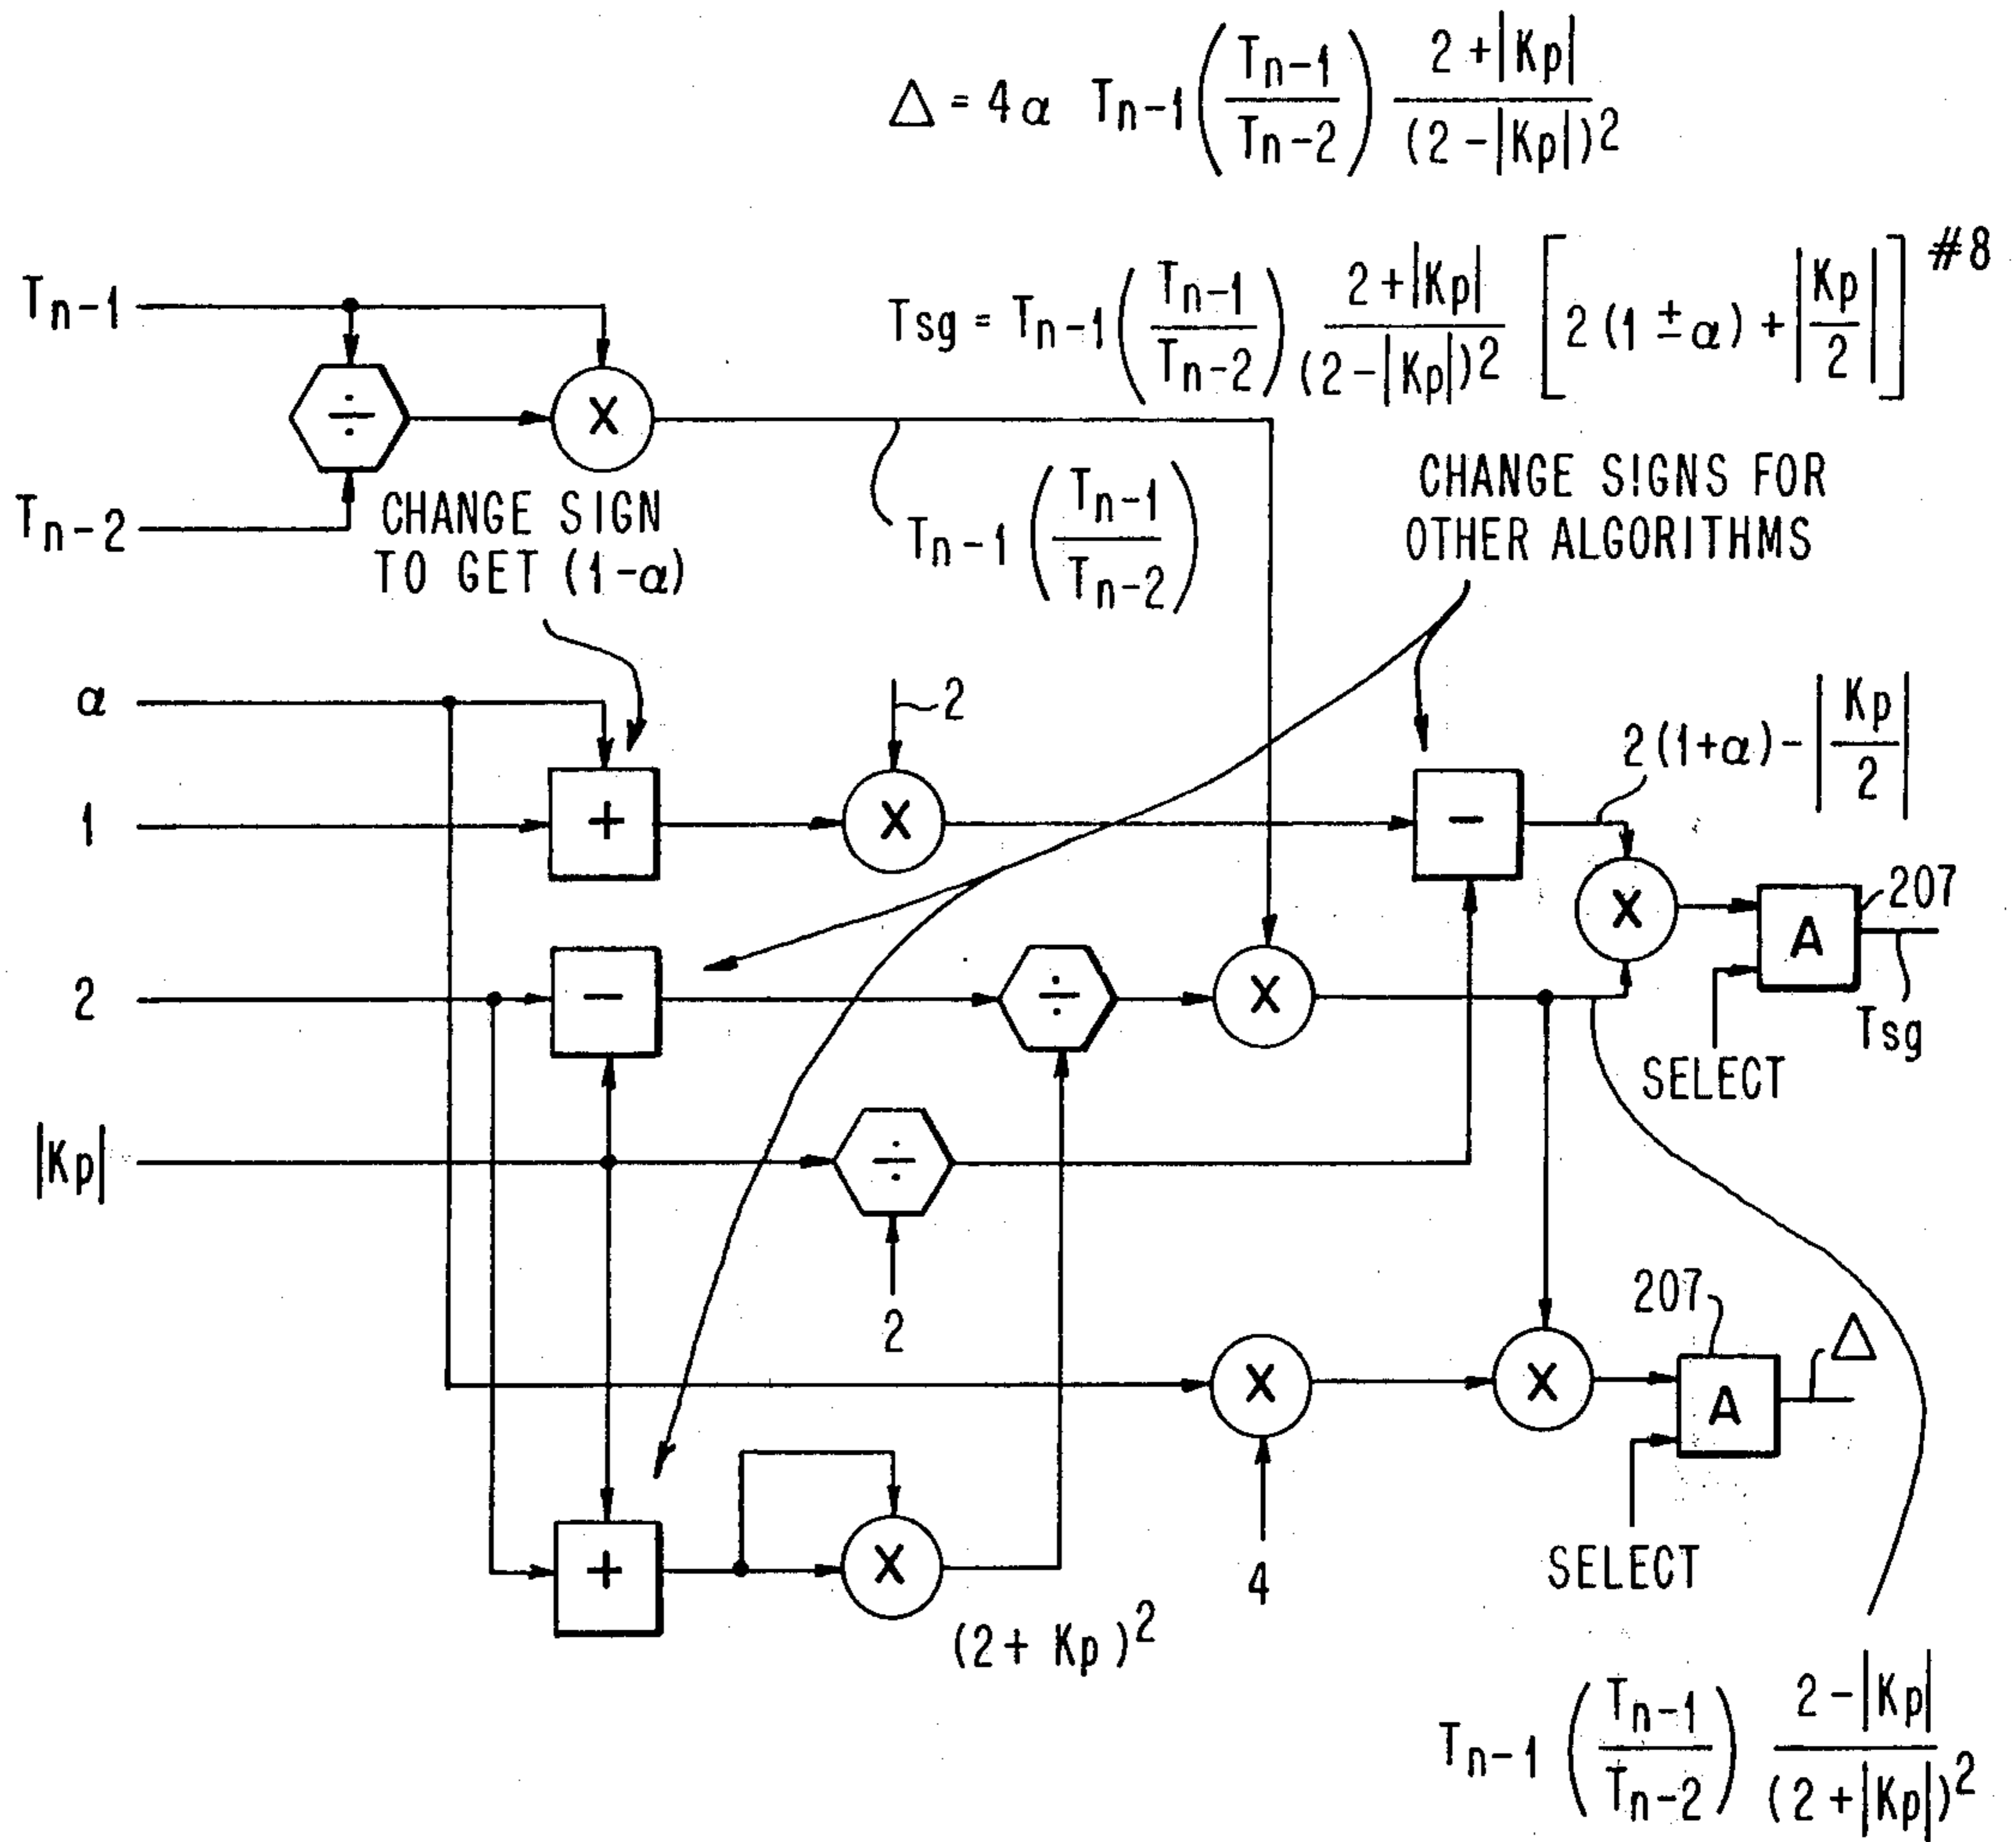 Δ = 4α Tn-1 (Tn-1 / Tn-2) 2+|Kp| / (2-|Kp|)2
Tsg = Tn-1 (Tn-1 / Tn-2) 2+|Kp| / (2-|Kp|)2 [2 (1 ± α) + |Kp / 2|] #8
Tn-1
÷
X
Tn-2
CHANGE SIGN
TO GET (1-α)
Tn-1 (Tn-1 / Tn-2)
CHANGE SIGNS FOR
OTHER ALGORITHMS
α
2
2 (1+α) - |Kp / 2|
1
+
X
-
X
207
A
2
-
÷
X
Tsg
SELECT
|Kp|
÷
2
207
Δ
X
X
A
4
SELECT
+
X
(2+ Kp )2
Tn-1 (Tn-1 / Tn-2) 2-|Kp| / (2+|Kp|)2